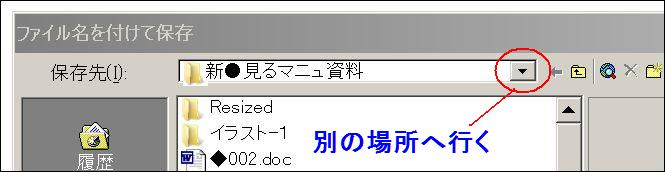 ファイル名を付けて保存
保存先(I):
新●見るマニュ資料
Resized
イラスト-1
別の場所へ行く
◆002.doc
履歴